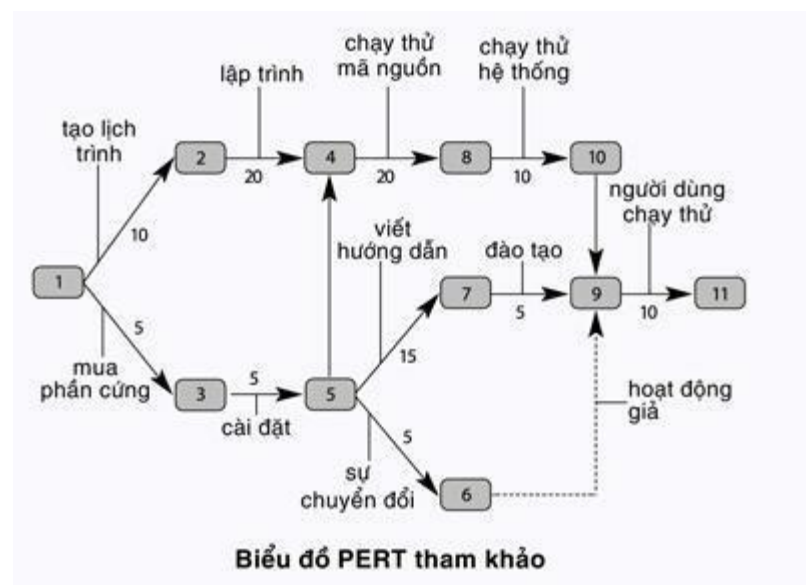 chạy thử
mã nguồn
chạy thử
hệ thống
lập trình
tạo lịch
trình
2
20
4
20
8
10
10
người dùng
chạy thử
10
viết
hướng dẫn
đào tạo
1
7
5
9
10
11
5
15
mua
phần cứng
3
5
cài đặt
5
5
hoạt động
giả
sự
chuyển đổi
6
Biểu đồ PERT tham khảo